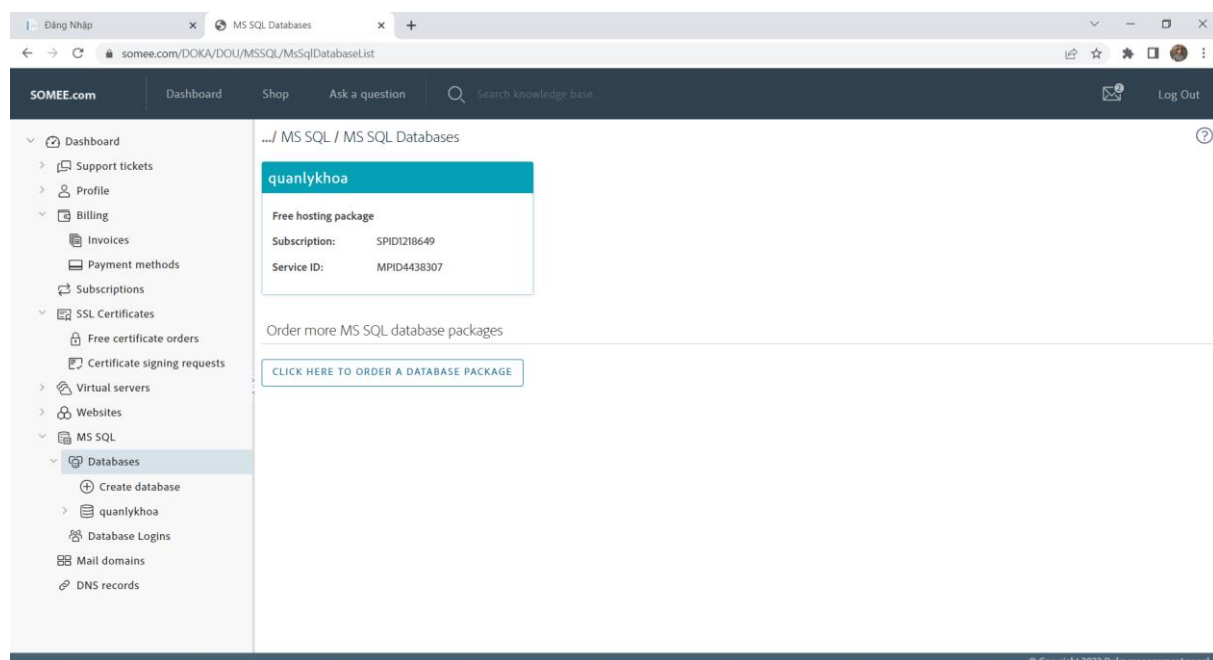 Đăng Nhập
MS SQL Databases
somee.com/DOKA/DOU/MSSQL/MsSqlDatabaseList
SOMEE.com
Dashboard
Shop
Ask a question
Search knowledge base...
2
Log Out
Dashboard
Support tickets
Profile
Billing
Invoices
Payment methods
Subscriptions
SSL Certificates
Free certificate orders
Certificate signing requests
Virtual servers
Websites
MS SQL
Databases
Create database
quanlykhoa
Database Logins
Mail domains
DNS records
.../ MS SQL / MS SQL Databases
quanlykhoa
Free hosting package
Subscription: SPID1218649
Service ID: MPID4438307
Order more MS SQL database packages
CLICK HERE TO ORDER A DATABASE PACKAGE